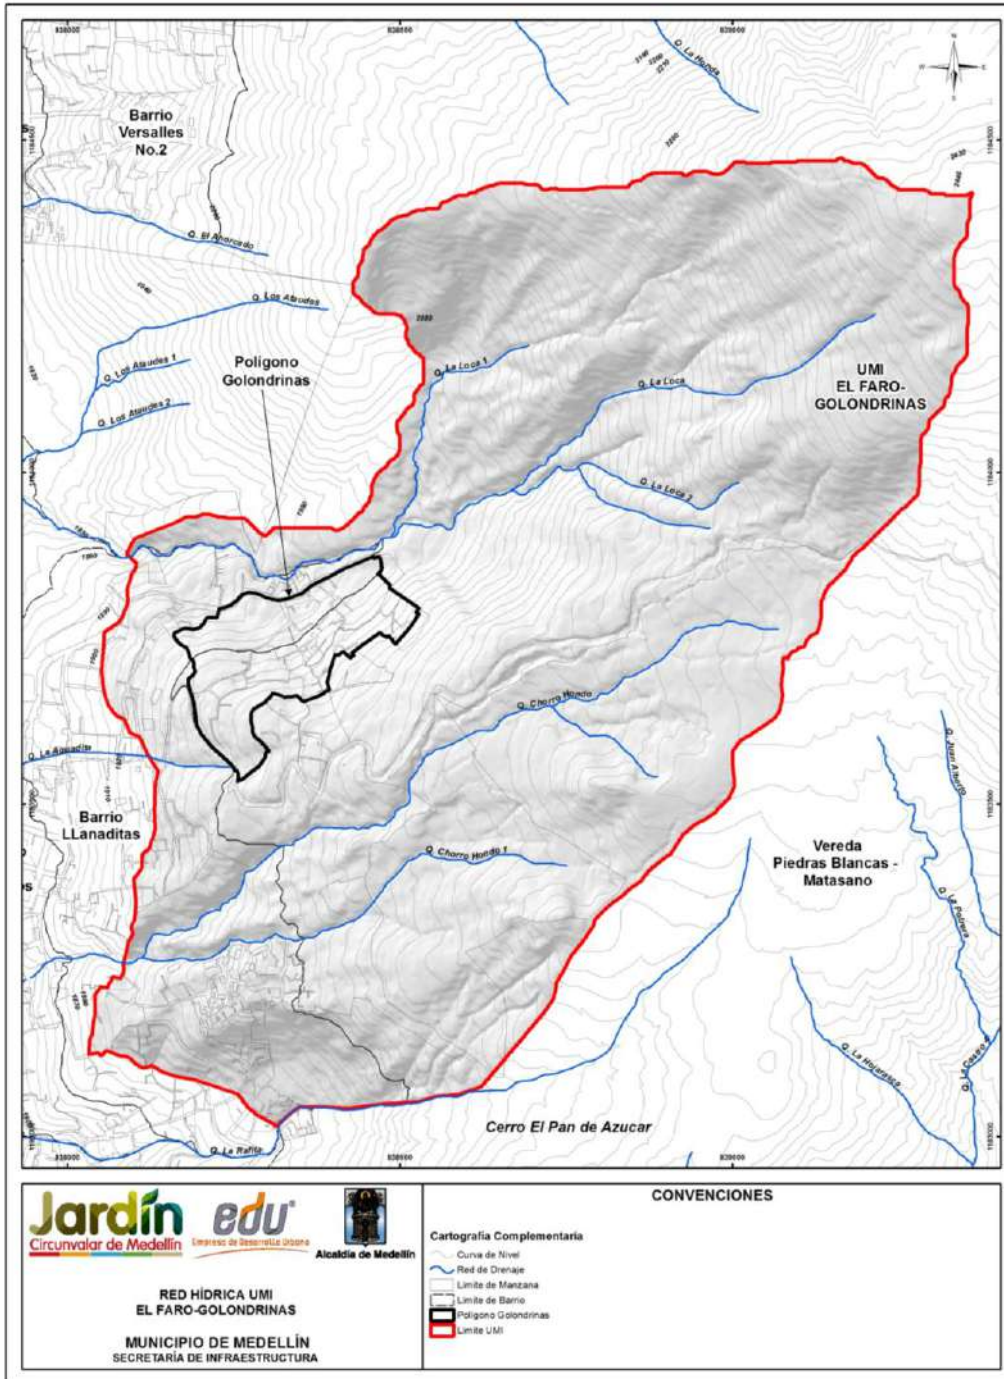 Q. La Honda
Barrio
Versalles
No.2
Q. El Ahorcado
Q. Los Ataudes
Q. Los Ataudes 1
Q. Los Ataudes 2
Polígono
Golondrinas
Q. La Loca 1
Q. La Loca
Q. La Loca 2
UMI
EL FARO-
GOLONDRINAS
Q. Chorro Hondo
Q. La Aguadita
Barrio
LLanaditas
Q. Chorro Hondo 1
Vereda
Piedras Blancas -
Matasano
Q. Juan Alberto
Q. La Hojarasca
Q. La Rafita
Cerro El Pan de Azucar
Jardín
Circunvalar de Medellín
edu
Empresa de Desarrollo Urbano
Alcaldía de Medellín
RED HÍDRICA UMI
EL FARO-GOLONDRINAS
MUNICIPIO DE MEDELLÍN
SECRETARÍA DE INFRAESTRUCTURA
CONVENCIONES
Cartografía Complementaria
Curva de Nivel
Red de Drenaje
Limite de Manzana
Limite de Barrio
Polígono Golondrinas
Limite UMI